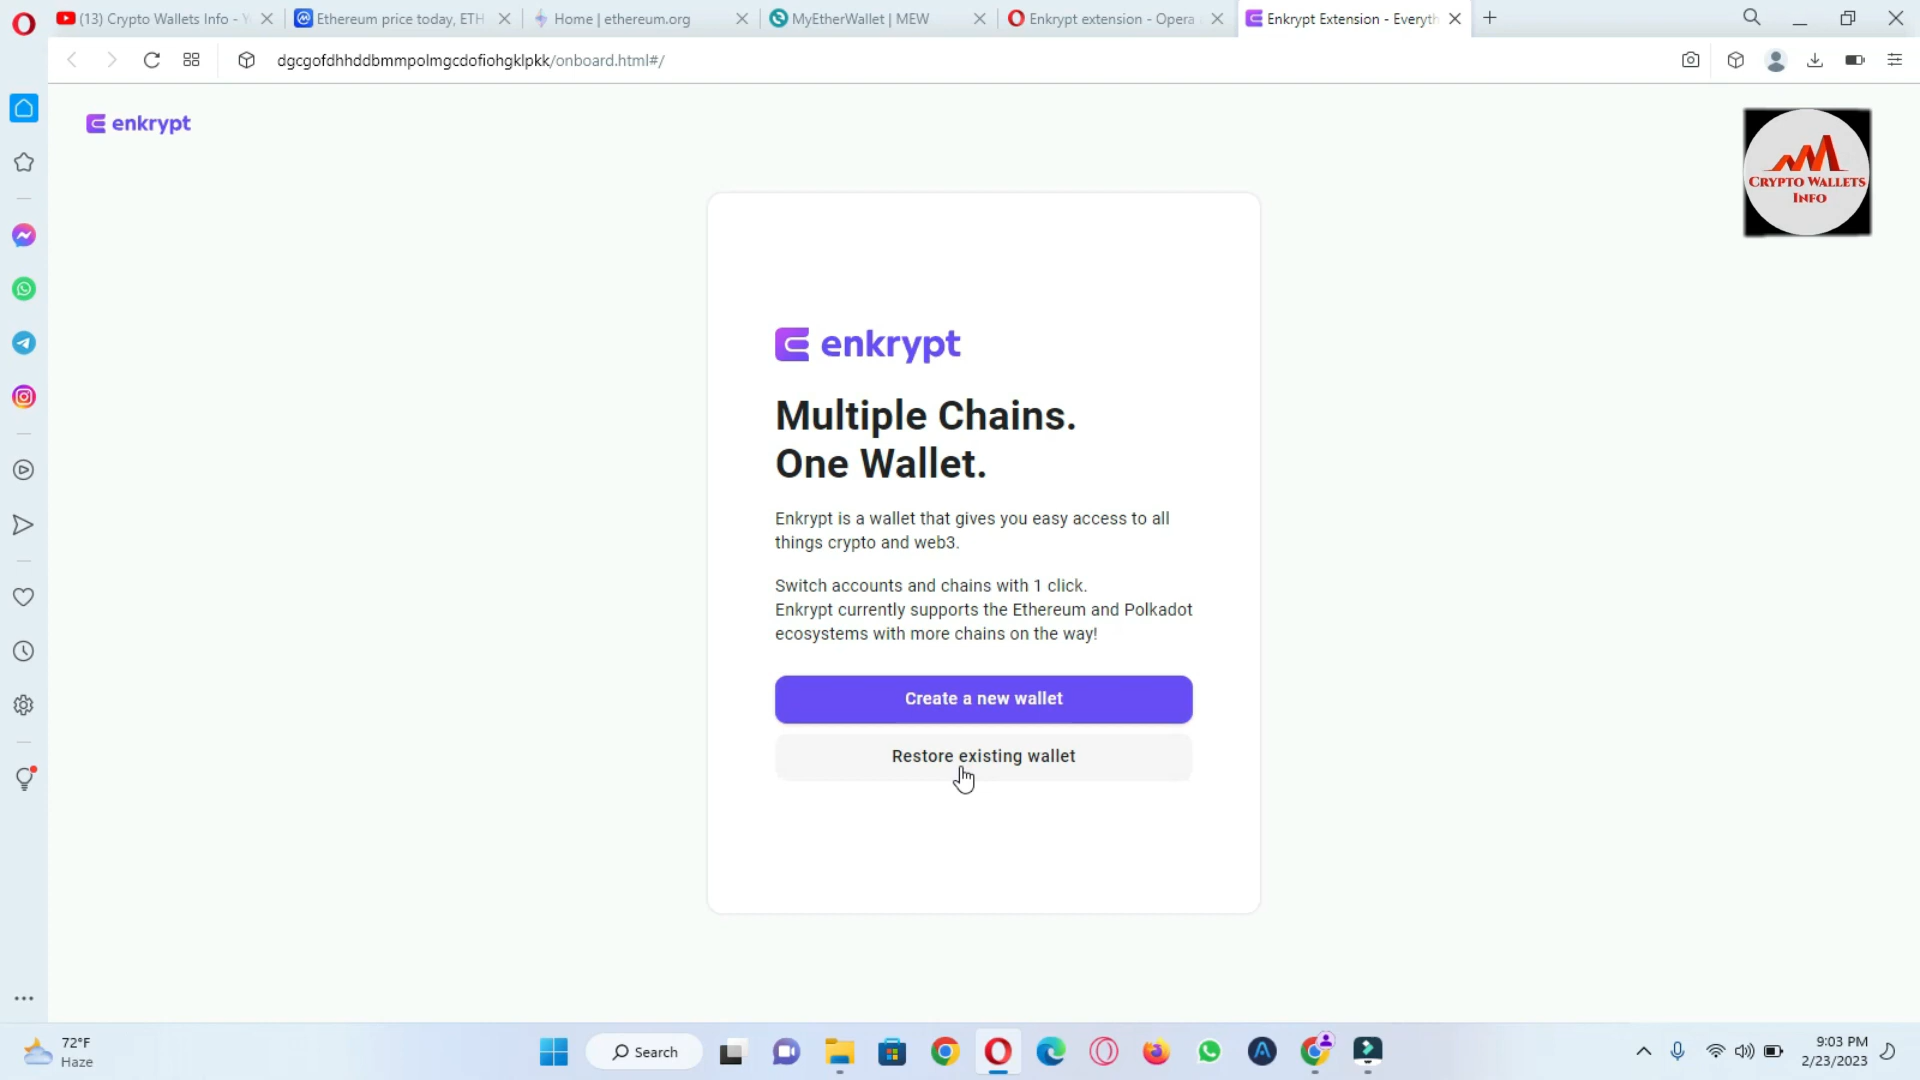 (13) Crypto Wallets Info - Y
Ethereum price today, ETH
Home | ethereum.org
MyEtherWallet | MEW
Enkrypt extension - Opera
Enkrypt Extension - Everyth
dgcgofdhhddbmmpolmgcdofiohgklpkk/onboard.html#/
enkrypt
CRYPTO WALLETS
INFO
enkrypt
Multiple Chains.
One Wallet.
Enkrypt is a wallet that gives you easy access to all
things crypto and web3.
Switch accounts and chains with 1 click.
Enkrypt currently supports the Ethereum and Polkadot
ecosystems with more chains on the way!
Create a new wallet
Restore existing wallet
72°F
Haze
Search
9:03 PM
2/23/2023